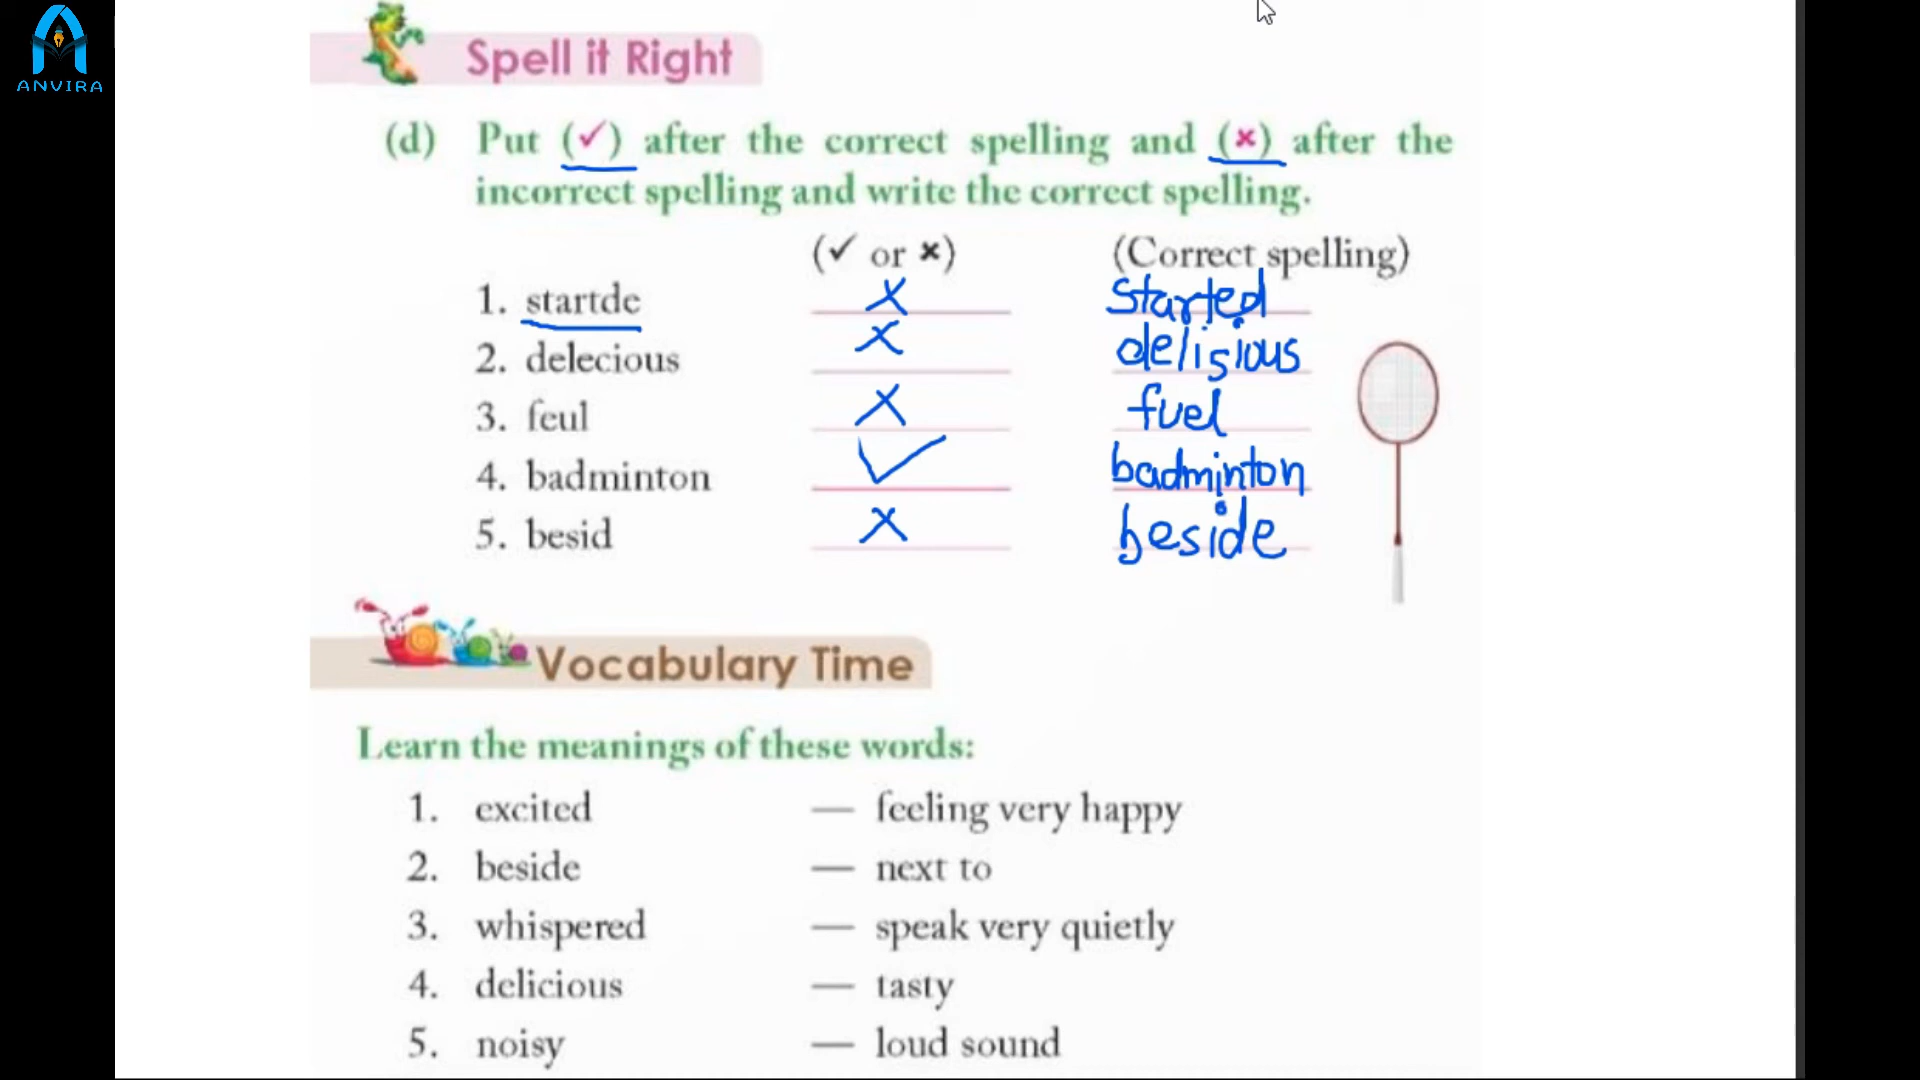 ANVIRA
Spell it Right
(d) Put (✓) after the correct spelling and (×) after the
incorrect spelling and write the correct spelling.
(✓ or ×) (Correct spelling)
1. startde × started
2. delecious × delisious
3. feul × fuel
4. badminton ✓ badminton
5. besid × beside
Vocabulary Time
Learn the meanings of these words:
1. excited — feeling very happy
2. beside — next to
3. whispered — speak very quietly
4. delicious — tasty
5. noisy — loud sound